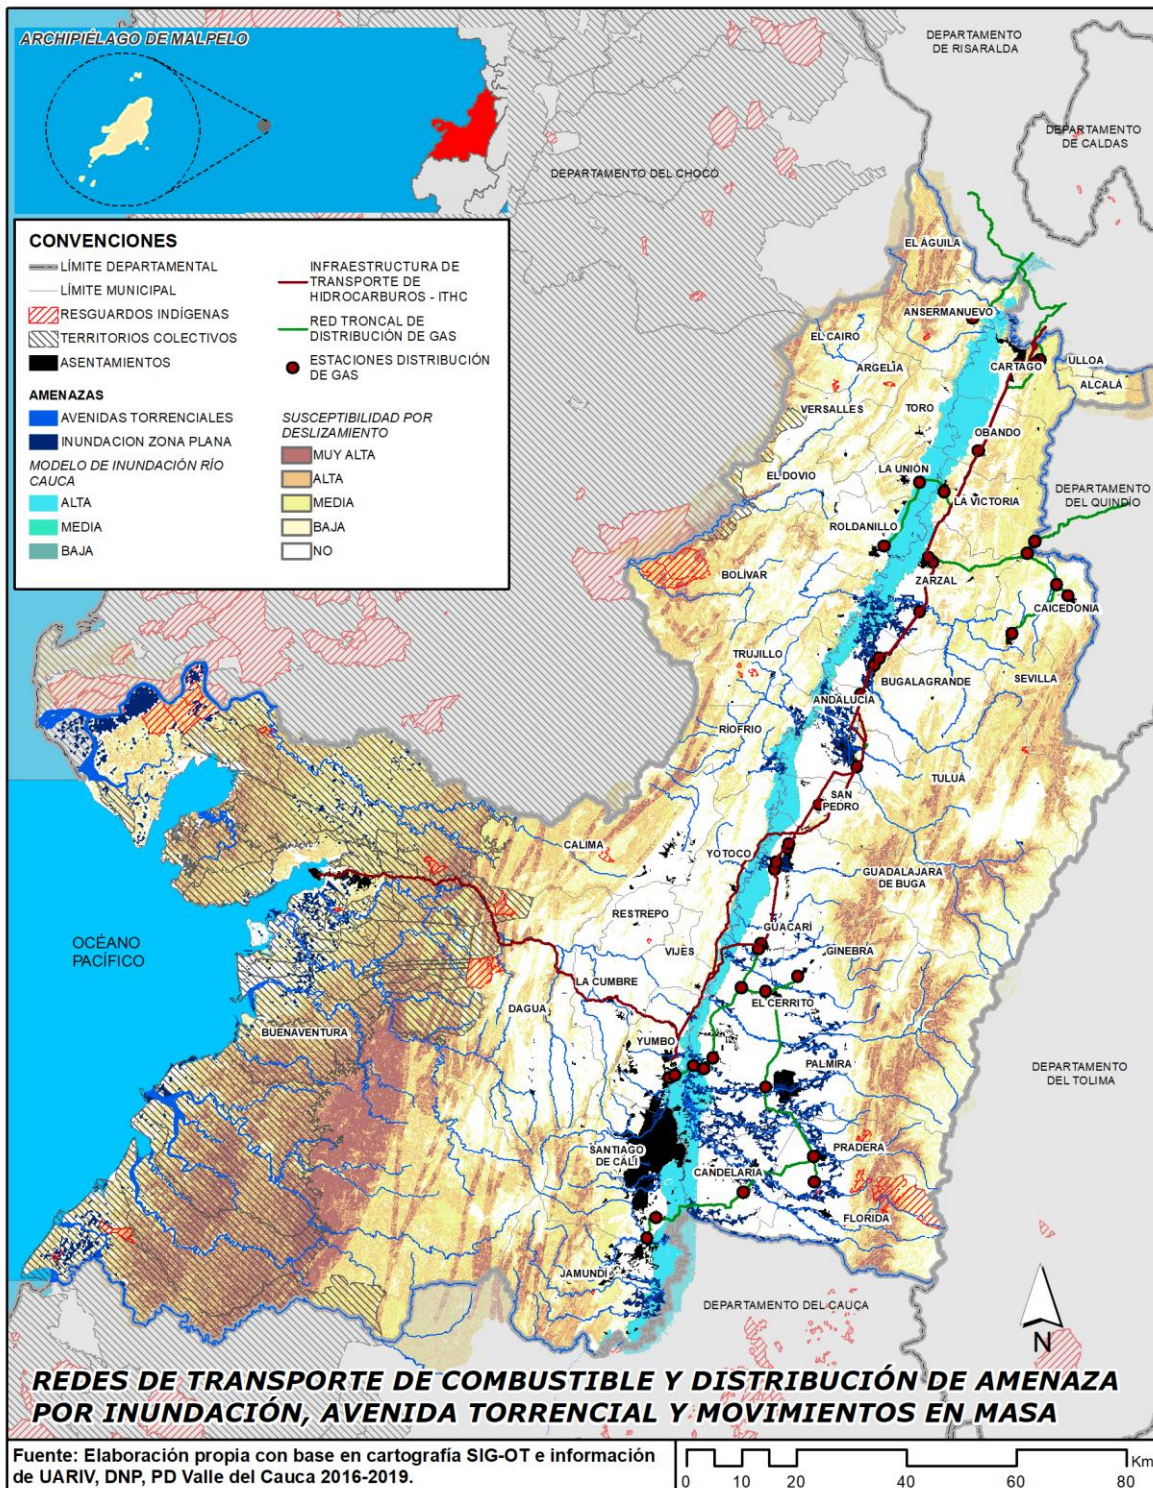 ARCHIPIÉLAGO DE MALPELO
DEPARTAMENTO
DE RISARALDA
DEPARTAMENTO
DE CALDAS
DEPARTAMENTO DEL CHOCÓ
CONVENCIONES
LÍMITE DEPARTAMENTAL
LÍMITE MUNICIPAL
RESGUARDOS INDÍGENAS
TERRITORIOS COLECTIVOS
ASENTAMIENTOS
INFRAESTRUCTURA DE
TRANSPORTE DE
HIDROCARBUROS - ITHC
RED TRONCAL DE
DISTRIBUCIÓN DE GAS
ESTACIONES DISTRIBUCIÓN
DE GAS
AMENAZAS
AVENIDAS TORRENCIALES
INUNDACION ZONA PLANA
MODELO DE INUNDACIÓN RÍO
CAUCA
ALTA
MEDIA
BAJA
SUSCEPTIBILIDAD POR
DESLIZAMIENTO
MUY ALTA
ALTA
MEDIA
BAJA
NO
EL ÁGUILA
ANSERMANUEVO
EL CAIRO
ARGELIA
CARTAGO
ULLOA
ALCALÁ
VERSALLES
TORO
OBANDO
LA UNIÓN
EL DOVIO
LA VICTORIA
DEPARTAMENTO
DEL QUINDÍO
ROLDANILLO
BOLÍVAR
ZARZAL
CAICEDONIA
TRUJILLO
BUGALAGRANDE
SEVILLA
ANDALUCÍA
RÍOFRIO
TULUÁ
SAN
PEDRO
CALIMA
YOTOCO
GUADALAJARA
DE BUGA
RESTREPO
GUACARÍ
VIJES
GINEBRA
OCÉANO
PACÍFICO
LA CUMBRE
DAGUA
EL CERRITO
BUENAVENTURA
YUMBO
PALMIRA
DEPARTAMENTO
DEL TOLIMA
SANTIAGO
DE CALI
PRADERA
CANDELARIA
FLORIDA
JAMUNDÍ
DEPARTAMENTO DEL CAUCA
N
REDES DE TRANSPORTE DE COMBUSTIBLE Y DISTRIBUCIÓN DE AMENAZA
POR INUNDACIÓN, AVENIDA TORRENCIAL Y MOVIMIENTOS EN MASA
Fuente: Elaboración propia con base en cartografía SIG-OT e información
de UARIV, DNP, PD Valle del Cauca 2016-2019.
Km
0 10 20 40 60 80